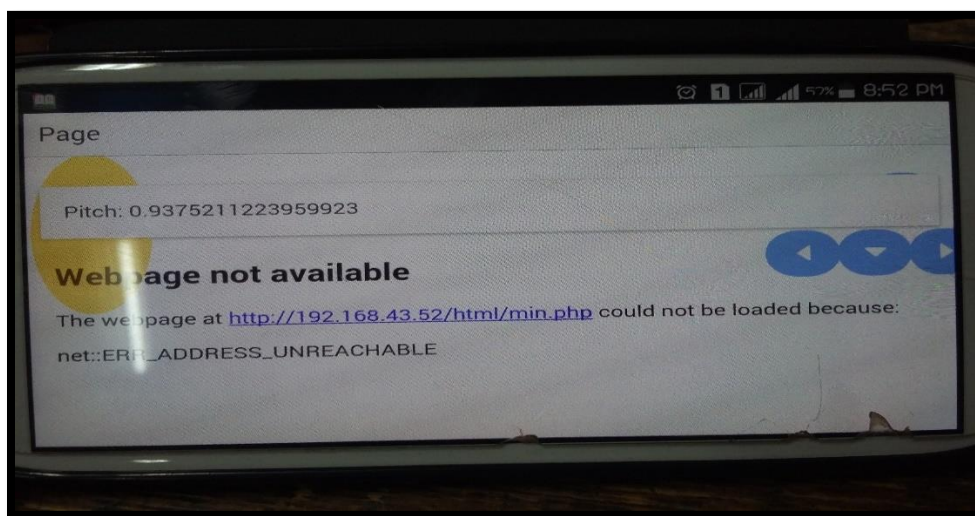 1 57% 8:52 PM
Page
Pitch: 0.9375211223959923
Webpage not available
The webpage at http://192.168.43.52/html/min.php could not be loaded because:
net::ERR_ADDRESS_UNREACHABLE